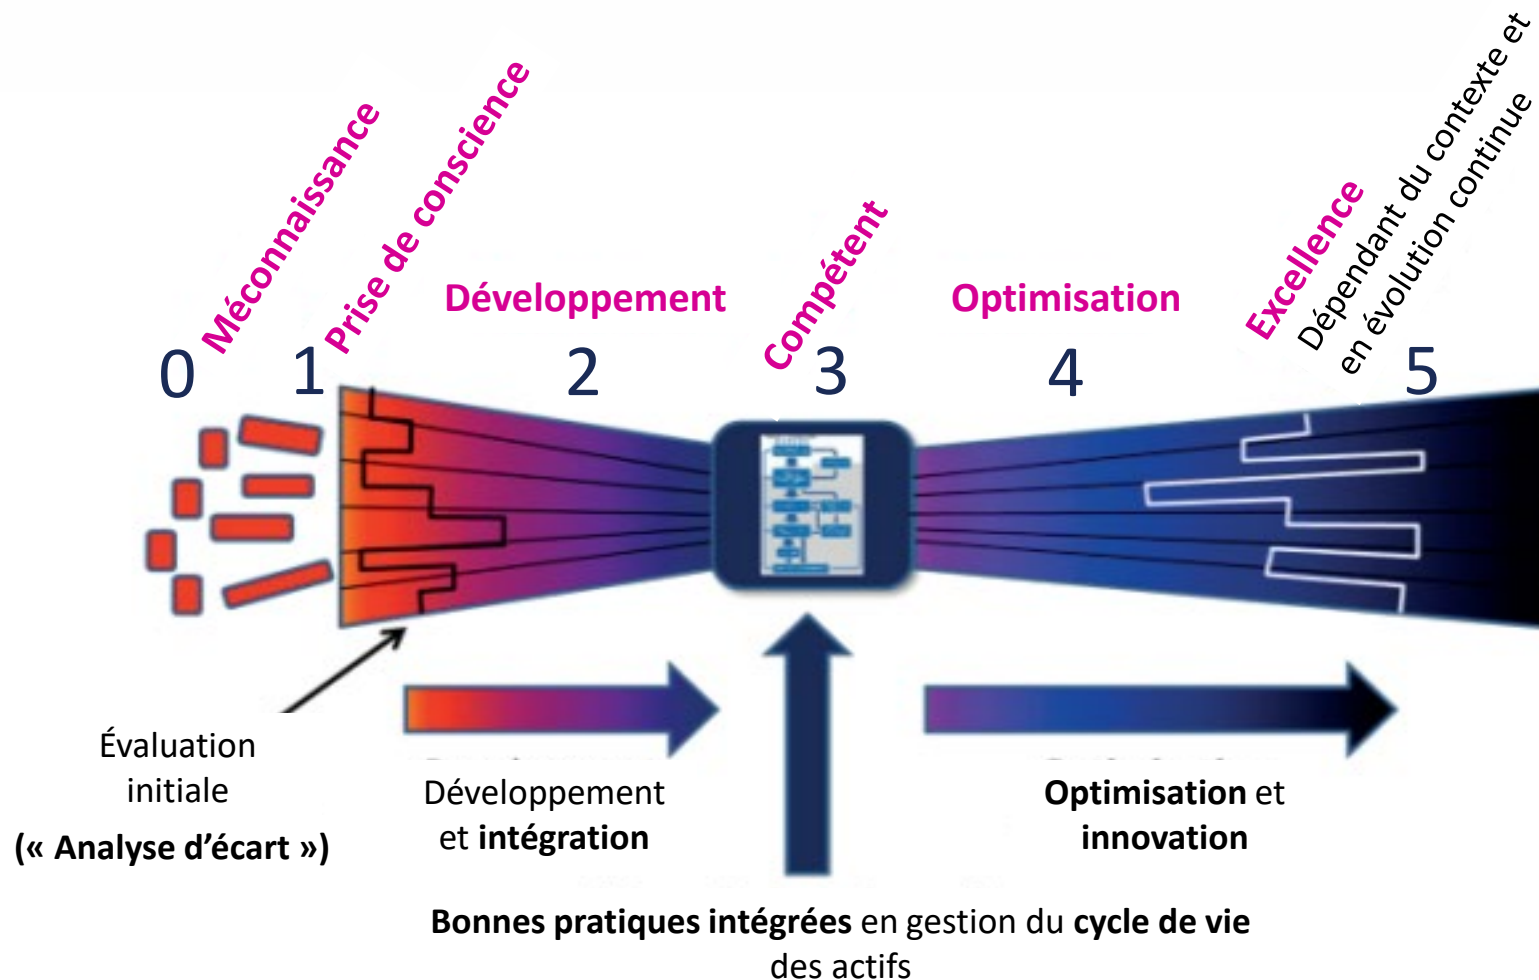 Méconnaissance
Prise de conscience
Développement
Compétent
Optimisation
Excellence
Dépendant du contexte et
en évolution continue
0
1
2
3
4
5
Évaluation
initiale
(« Analyse d’écart »)
Développement
et intégration
Optimisation et
innovation
Bonnes pratiques intégrées en gestion du cycle de vie
des actifs